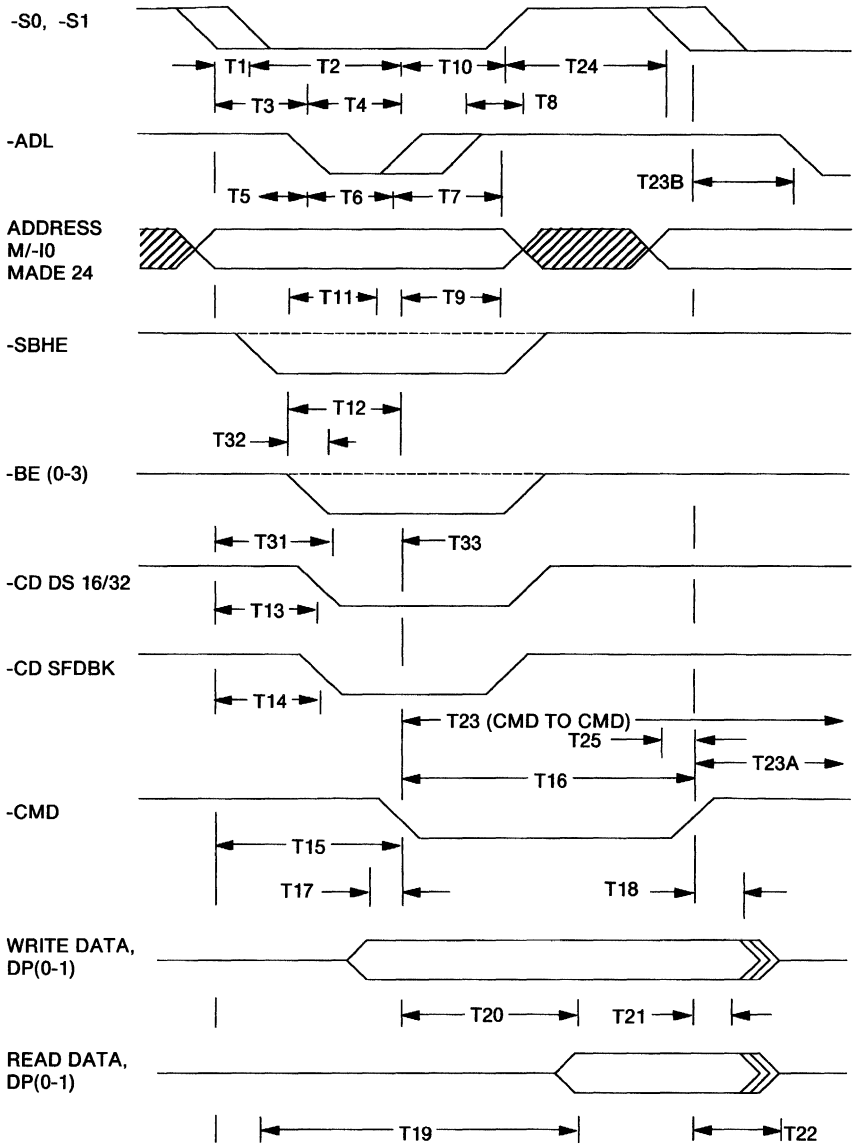 -S0, -S1
T1 T2 T10 T24
T3 T4 T8
-ADL
T5 T6 T7 T23B
ADDRESS
M/-I0
MADE 24
T11 T9
-SBHE
T12
T32
-BE (0-3)
T31 T33
-CD DS 16/32
T13
-CD SFDBK
T14
T23 (CMD TO CMD)
T25
T23A
T16
-CMD
T15
T17 T18
WRITE DATA,
DP(0-1)
T20 T21
READ DATA,
DP(0-1)
T19 T22